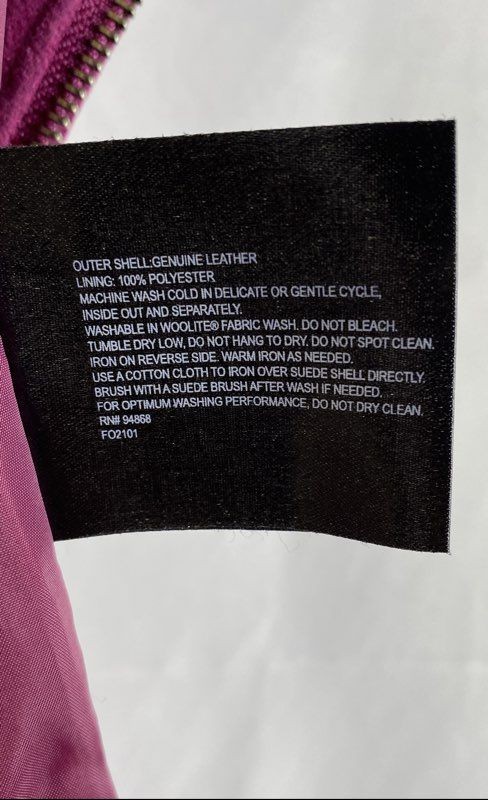 OUTER SHELL:GENUINE LEATHER
LINING: 100% POLYESTER
MACHINE WASH COLD IN DELICATE OR GENTLE CYCLE,
INSIDE OUT AND SEPARATELY.
WASHABLE IN WOOLITE® FABRIC WASH. DO NOT BLEACH.
TUMBLE DRY LOW, DO NOT HANG TO DRY. DO NOT SPOT CLEAN.
IRON ON REVERSE SIDE. WARM IRON AS NEEDED.
USE A COTTON CLOTH TO IRON OVER SUEDE SHELL DIRECTLY.
BRUSH WITH A SUEDE BRUSH AFTER WASH IF NEEDED.
FOR OPTIMUM WASHING PERFORMANCE, DO NOT DRY CLEAN.
RN# 94868
FO2101